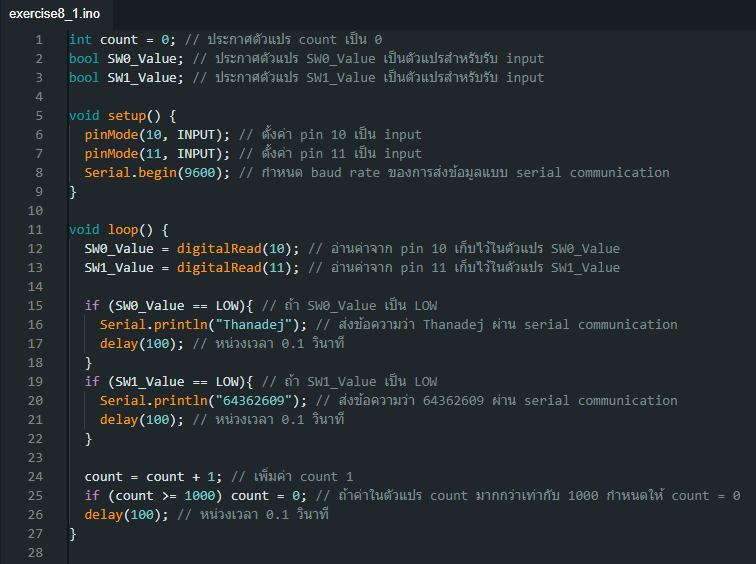 exercise8_1.ino
1 int count = 0; // ประกาศตัวแปร count เป็น 0
2 bool SW0_Value; // ประกาศตัวแปร SW0_Value เป็นตัวแปรสำหรับรับ input
3 bool SW1_Value; // ประกาศตัวแปร SW1_Value เป็นตัวแปรสำหรับรับ input
4
5 void setup() {
6 pinMode(10, INPUT); // ตั้งค่า pin 10 เป็น input
7 pinMode(11, INPUT); // ตั้งค่า pin 11 เป็น input
8 Serial.begin(9600); // กำหนด baud rate ของการส่งข้อมูลแบบ serial communication
9 }
10
11 void loop() {
12 SW0_Value = digitalRead(10); // อ่านค่าจาก pin 10 เก็บไว้ในตัวแปร SW0_Value
13 SW1_Value = digitalRead(11); // อ่านค่าจาก pin 11 เก็บไว้ในตัวแปร SW1_Value
14
15 if (SW0_Value == LOW){ // ถ้า SW0_Value เป็น LOW
16 Serial.println("Thanadej"); // ส่งข้อความว่า Thanadej ผ่าน serial communication
17 delay(100); // หน่วงเวลา 0.1 วินาที
18 }
19 if (SW1_Value == LOW){ // ถ้า SW1_Value เป็น LOW
20 Serial.println("64362609"); // ส่งข้อความว่า 64362609 ผ่าน serial communication
21 delay(100); // หน่วงเวลา 0.1 วินาที
22 }
23
24 count = count + 1; // เพิ่มค่า count 1
25 if (count >= 1000) count = 0; // ถ้าค่าในตัวแปร count มากกว่าเท่ากับ 1000 กำหนดให้ count = 0
26 delay(100); // หน่วงเวลา 0.1 วินาที
27 }
28